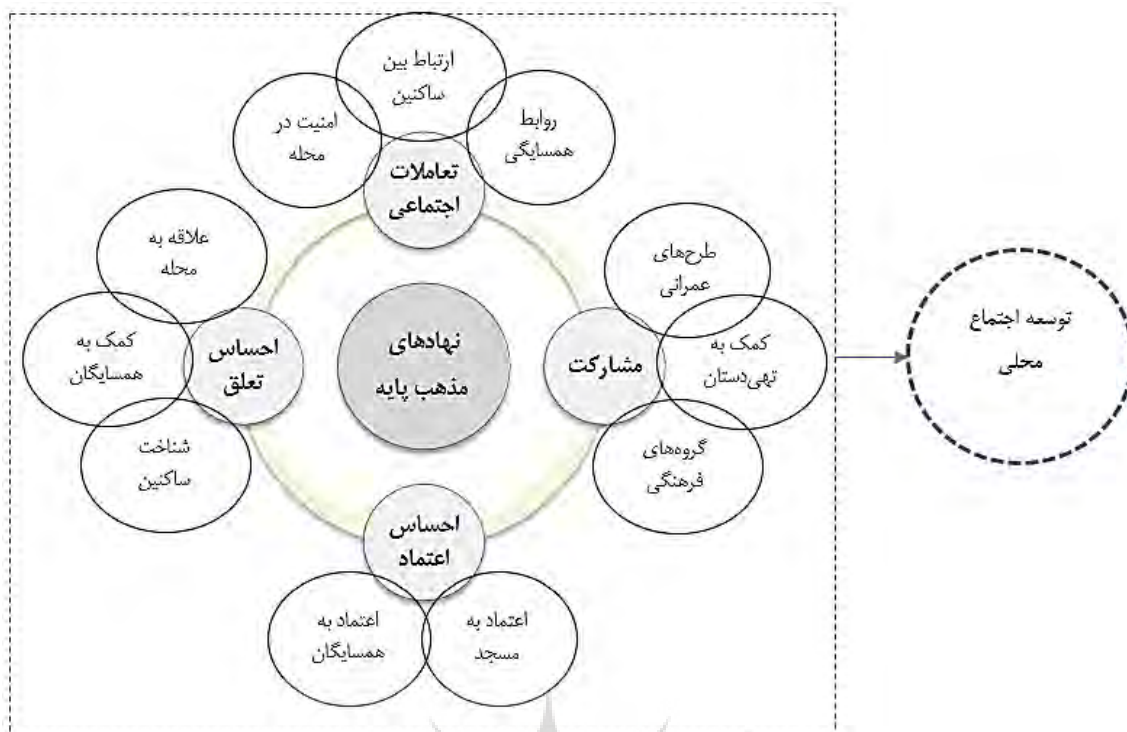 ارتباط بین
ساکنین
امنیت در
محله
روابط
همسایگی
تعاملات
اجتماعی
علاقه به
محله
کمک به
همسایگان
شناخت
ساکنین
احساس
تعلق
نهادهای
مذهب پایه
مشارکت
طرح‌های
عمرانی
کمک به
تهی‌دستان
گروه‌های
فرهنگی
احساس
اعتماد
اعتماد به
همسایگان
اعتماد به
مسجد
توسعه اجتماع
محلی